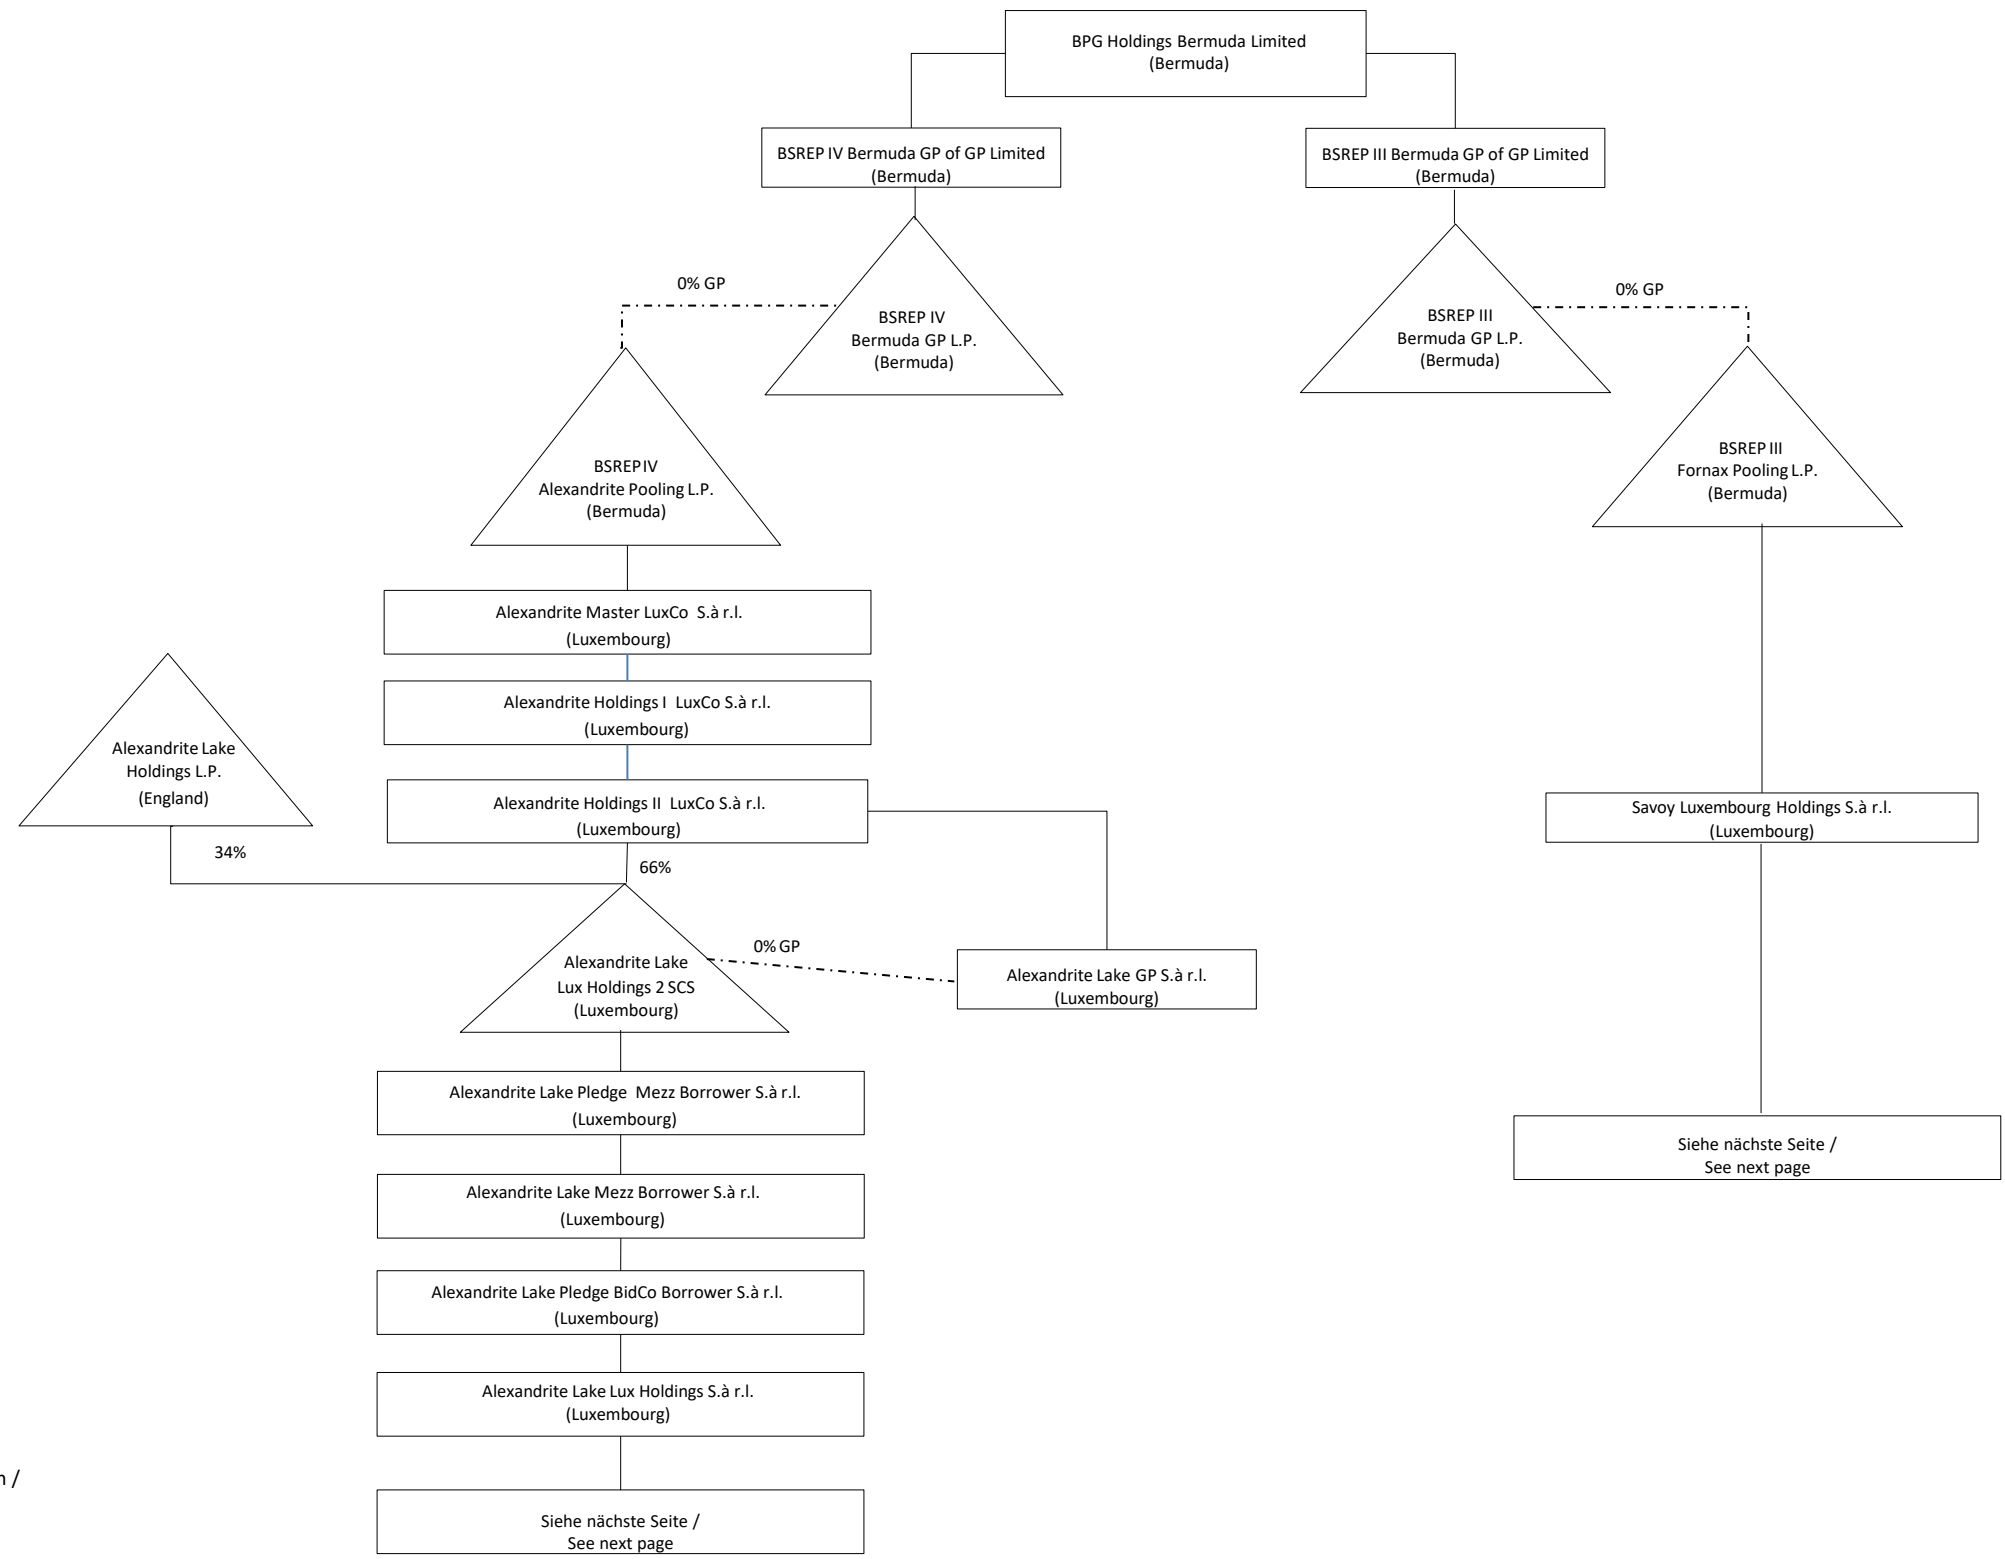 BPG Holdings Bermuda Limited
(Bermuda)
BSREP IV Bermuda GP of GP Limited
(Bermuda)
BSREP III Bermuda GP of GP Limited
(Bermuda)
0% GP
BSREP IV
Bermuda GP L.P.
(Bermuda)
BSREP III
Bermuda GP L.P.
(Bermuda)
0% GP
BSREP IV
Alexandrite Pooling L.P.
(Bermuda)
BSREP III
Fornax Pooling L.P.
(Bermuda)
Alexandrite Master LuxCo S.à r.l.
(Luxembourg)
Alexandrite Holdings I LuxCo S.à r.l.
(Luxembourg)
Alexandrite Lake
Holdings L.P.
(England)
Alexandrite Holdings II LuxCo S.à r.l.
(Luxembourg)
Savoy Luxembourg Holdings S.à r.l.
(Luxembourg)
34%
66%
0% GP
Alexandrite Lake
Lux Holdings 2 SCS
(Luxembourg)
Alexandrite Lake GP S.à r.l.
(Luxembourg)
Alexandrite Lake Pledge Mezz Borrower S.à r.l.
(Luxembourg)
Siehe nächste Seite /
See next page
Alexandrite Lake Mezz Borrower S.à r.l.
(Luxembourg)
Alexandrite Lake Pledge BidCo Borrower S.à r.l.
(Luxembourg)
Alexandrite Lake Lux Holdings S.à r.l.
(Luxembourg)
/
Siehe nächste Seite /
See next page